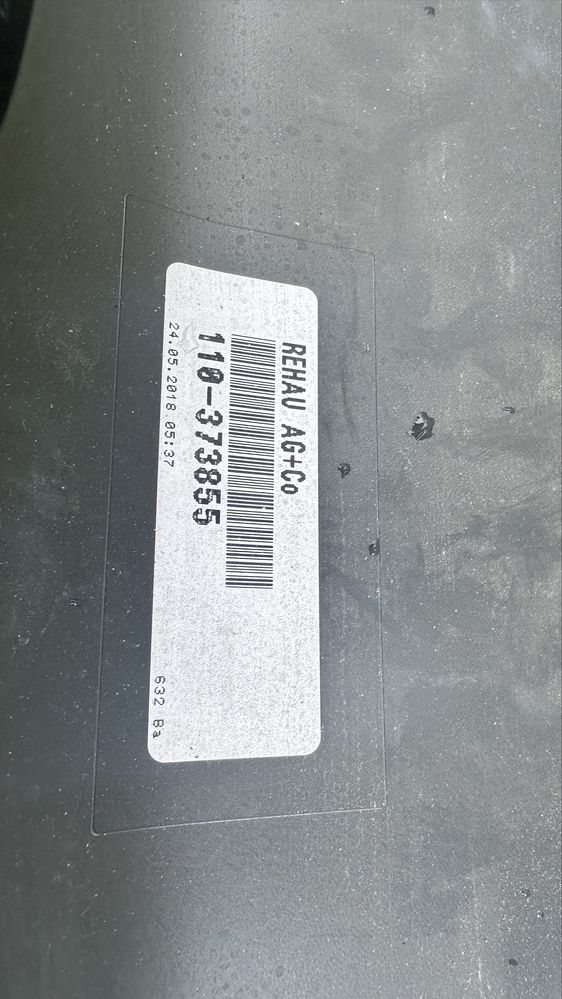 REHAU AG+Co
110-373855
24.05.2018 05:37
632 Ba